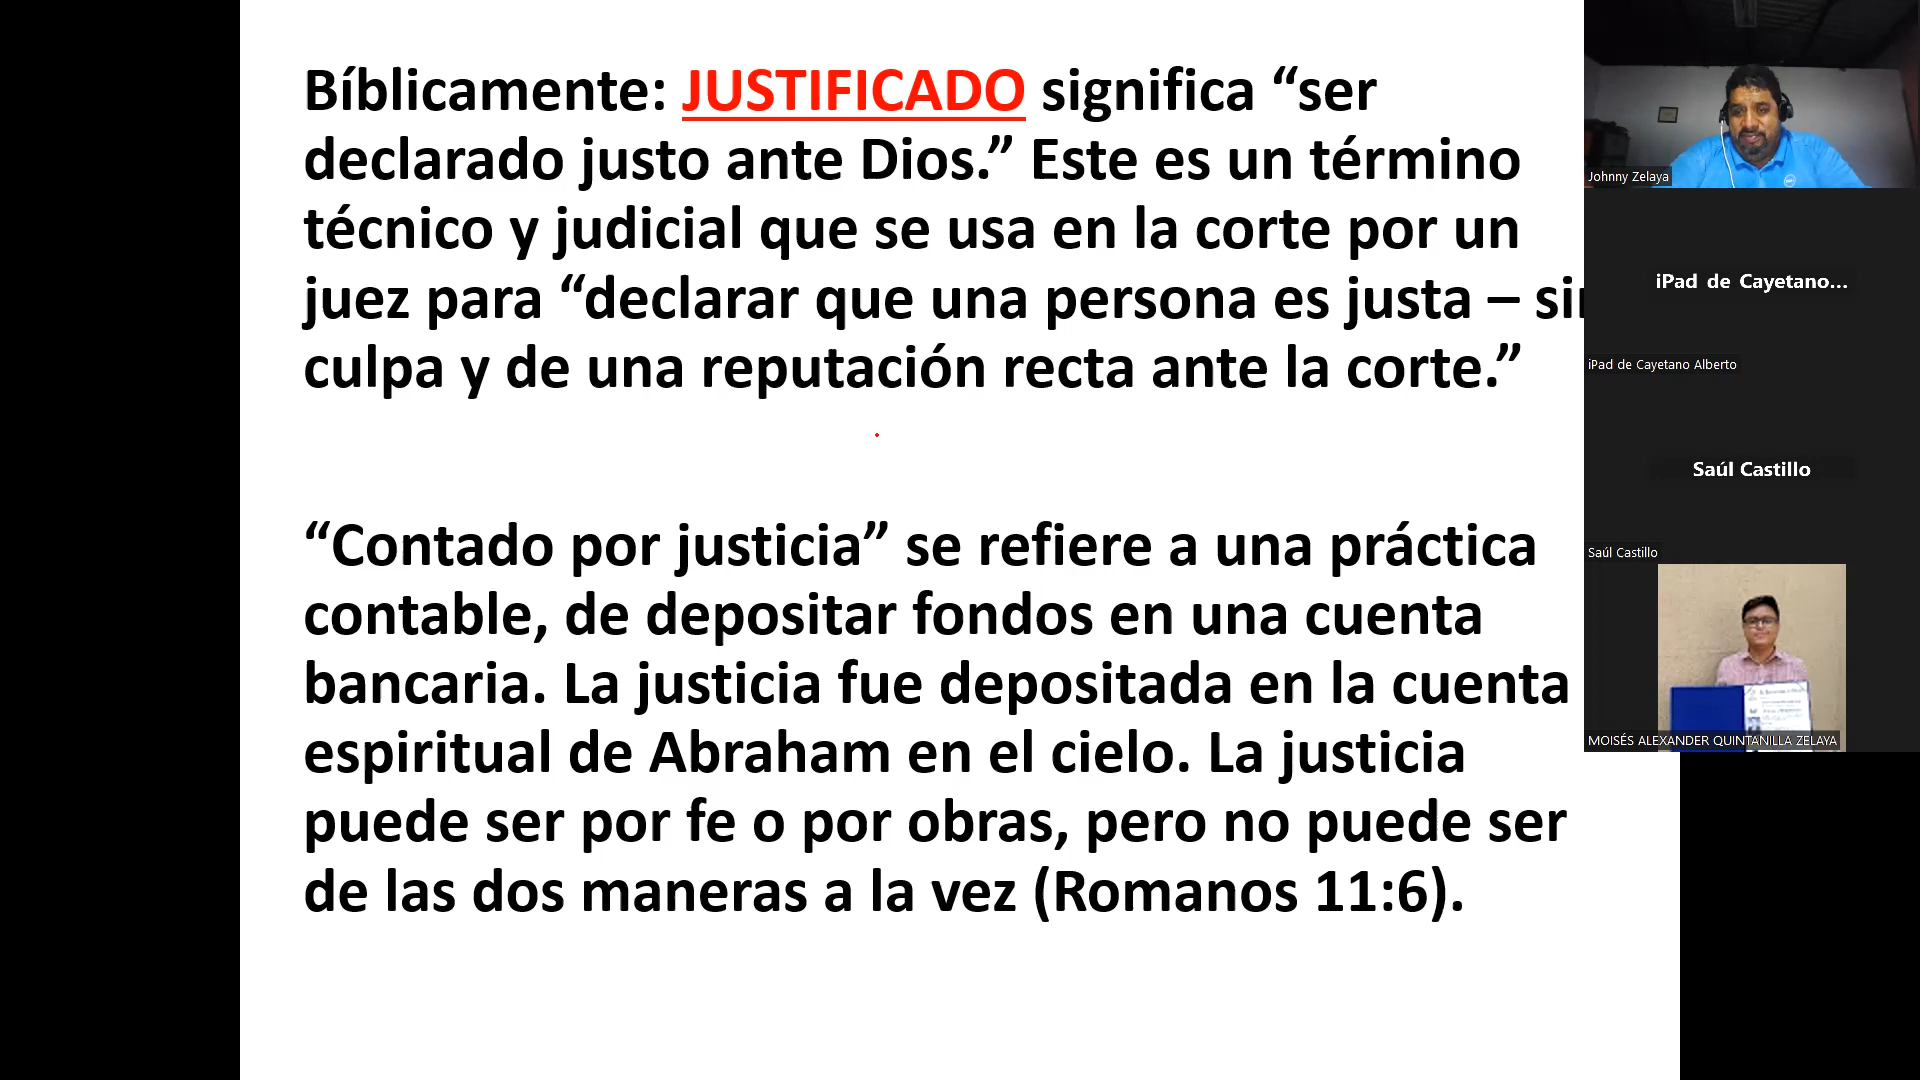 Bíblicamente: JUSTIFICADO significa “ser
declarado justo ante Dios.” Este es un término
técnico y judicial que se usa en la corte por un
juez para “declarar que una persona es justa – sin
culpa y de una reputación recta ante la corte.”
“Contado por justicia” se refiere a una práctica
contable, de depositar fondos en una cuenta
bancaria. La justicia fue depositada en la cuenta
espiritual de Abraham en el cielo. La justicia
puede ser por fe o por obras, pero no puede ser
de las dos maneras a la vez (Romanos 11:6).
Johnny Zelaya
iPad de Cayetano...
iPad de Cayetano Alberto
Saúl Castillo
Saúl Castillo
MOISÉS ALEXANDER QUINTANILLA ZELAYA